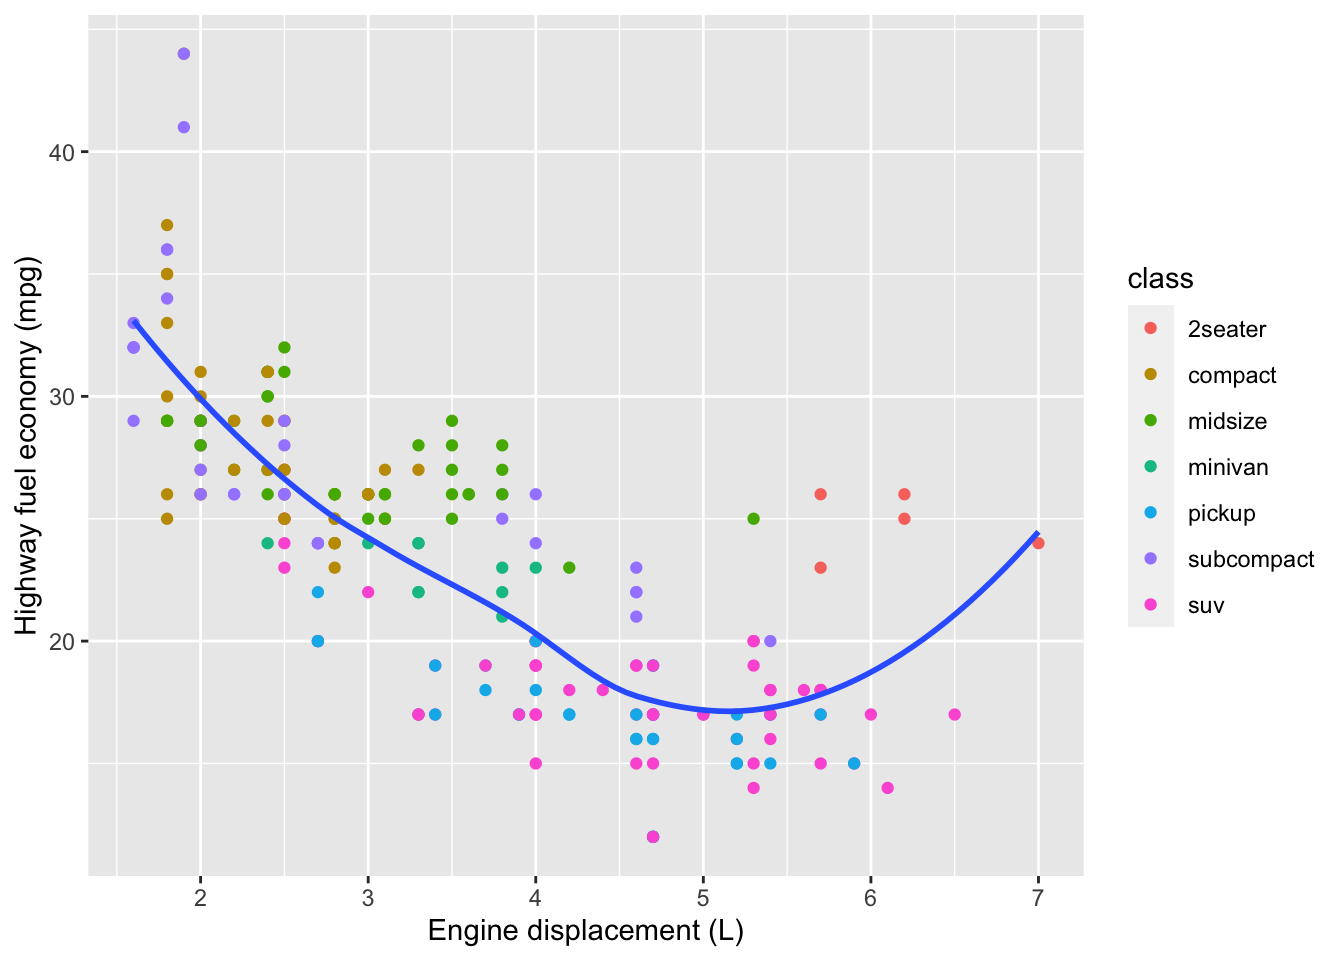 Highway fuel economy (mpg)
40
30
20
2 3 4 5 6 7
Engine displacement (L)
class
2seater
compact
midsize
minivan
pickup
subcompact
suv